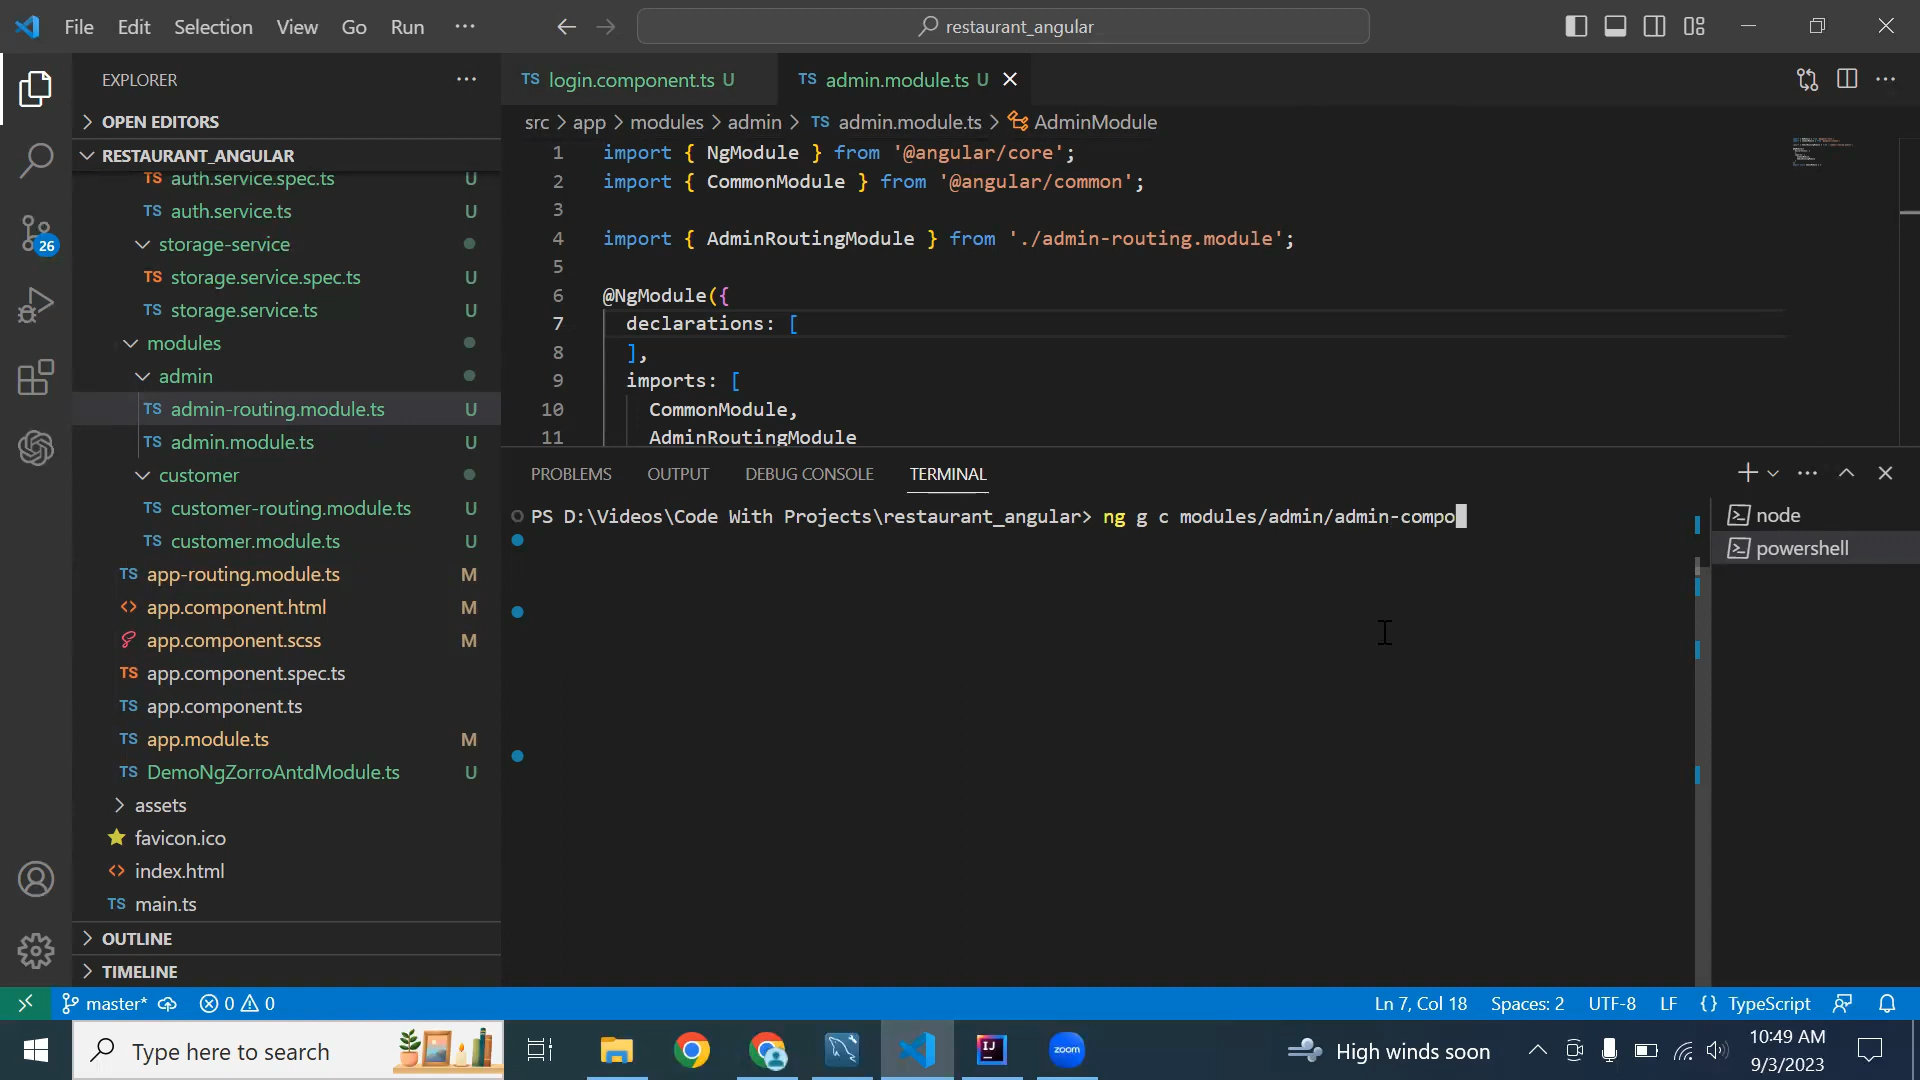 File Edit Selection View Go Run ··· restaurant_angular
EXPLORER
OPEN EDITORS
RESTAURANT_ANGULAR
TS auth.service.spec.ts U
TS auth.service.ts U
storage-service
TS storage.service.spec.ts U
TS storage.service.ts U
modules
admin
TS admin-routing.module.ts U
TS admin.module.ts U
customer
TS customer-routing.module.ts U
TS customer.module.ts U
TS app-routing.module.ts M
<> app.component.html M
app.component.scss M
TS app.component.spec.ts
TS app.component.ts
TS app.module.ts M
TS DemoNgZorroAntdModule.ts U
assets
favicon.ico
<> index.html
TS main.ts
OUTLINE
TIMELINE
26
TS login.component.ts U TS admin.module.ts U
src > app > modules > admin > TS admin.module.ts > AdminModule
1 import { NgModule } from '@angular/core';
2 import { CommonModule } from '@angular/common';
3
4 import { AdminRoutingModule } from './admin-routing.module';
5
6 @NgModule({
7 declarations: [
8 ],
9 imports: [
10 CommonModule,
11 AdminRoutingModule
PROBLEMS OUTPUT DEBUG CONSOLE TERMINAL
PS D:\Videos\Code With Projects\restaurant_angular> ng g c modules/admin/admin-compo
node
powershell
master* 0 0 Ln 7, Col 18 Spaces: 2 UTF-8 LF {} TypeScript
Type here to search
IJ
zoom
High winds soon
10:49 AM
9/3/2023